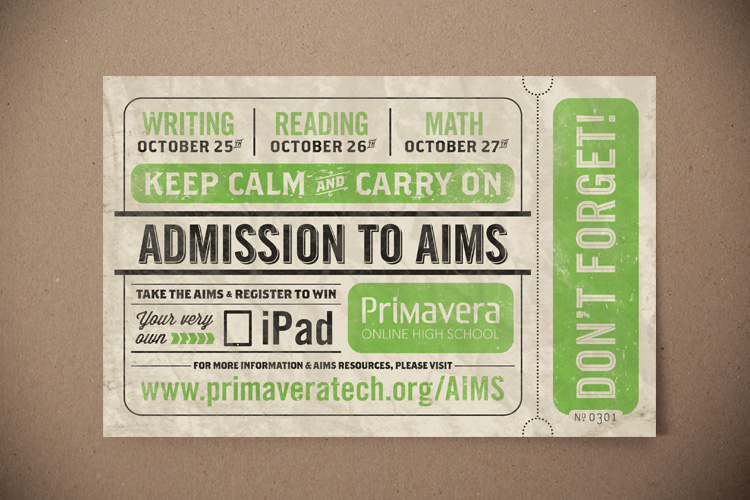 WRITING READING MATH
OCTOBER 25TH OCTOBER 26TH OCTOBER 27TH
KEEP CALM AND CARRY ON
ADMISSION TO AIMS
TAKE THE AIMS & REGISTER TO WIN
Your very own iPad
PRIMAVERA
ONLINE HIGH SCHOOL
FOR MORE INFORMATION & AIMS RESOURCES, PLEASE VISIT
www.primaveratech.org/AIMS
DON'T FORGET!
No 0301